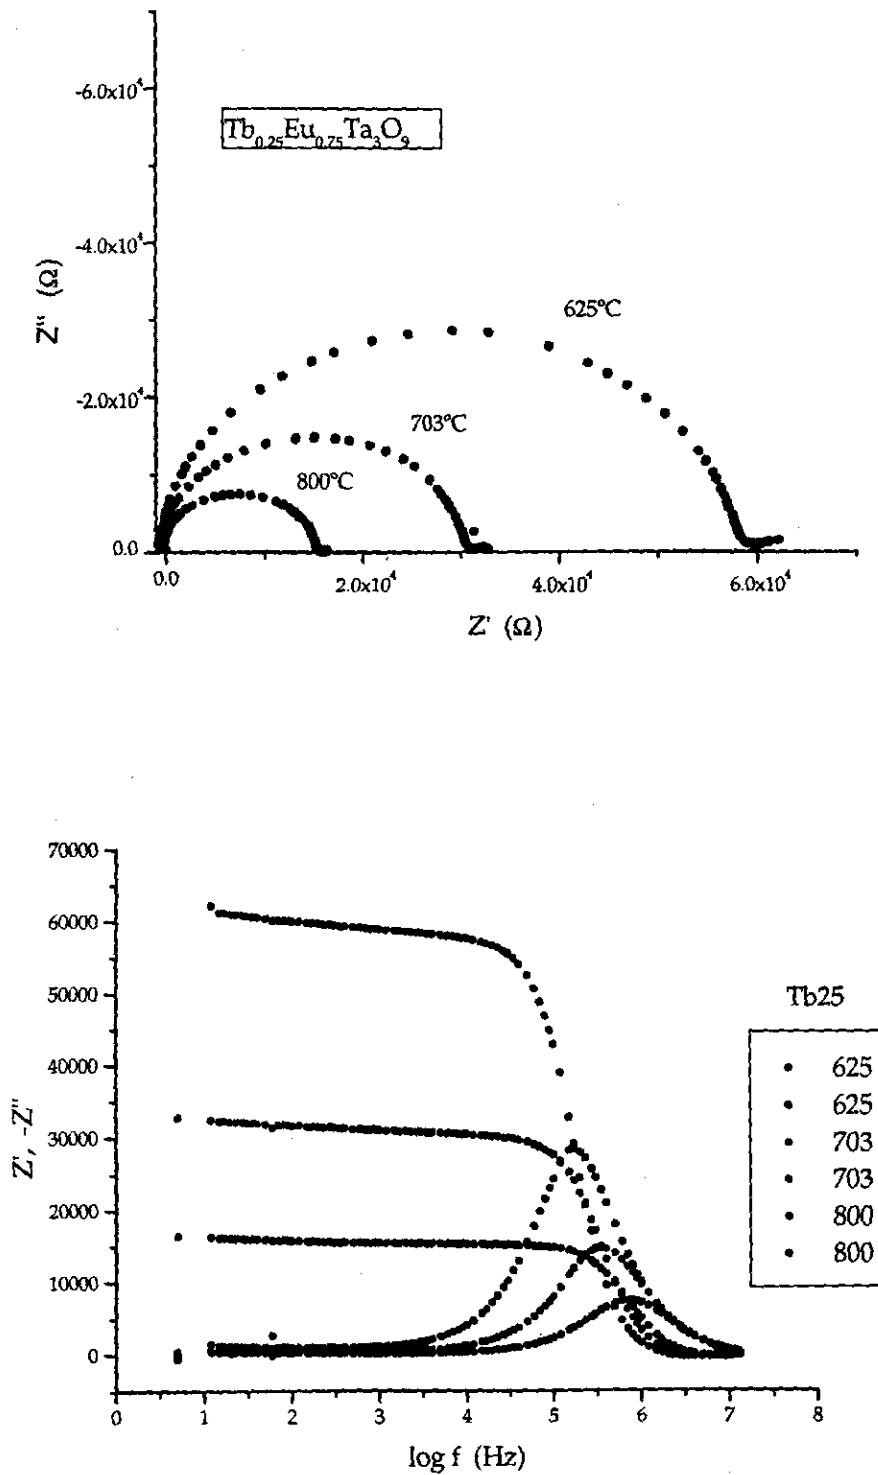 -6.0x10⁴
Tb₀.₂₅Eu₀.₇₅Ta₃O₉
-4.0x10⁴
Z" (Ω)
625°C
-2.0x10⁴
703°C
800°C
0.0
0.0 2.0x10⁴ 4.0x10⁴ 6.0x10⁴
Z' (Ω)
70000
60000
50000
40000
30000
20000
10000
0
Z', -Z"
Tb25
625
625
703
703
800
800
0 1 2 3 4 5 6 7 8
log f (Hz)